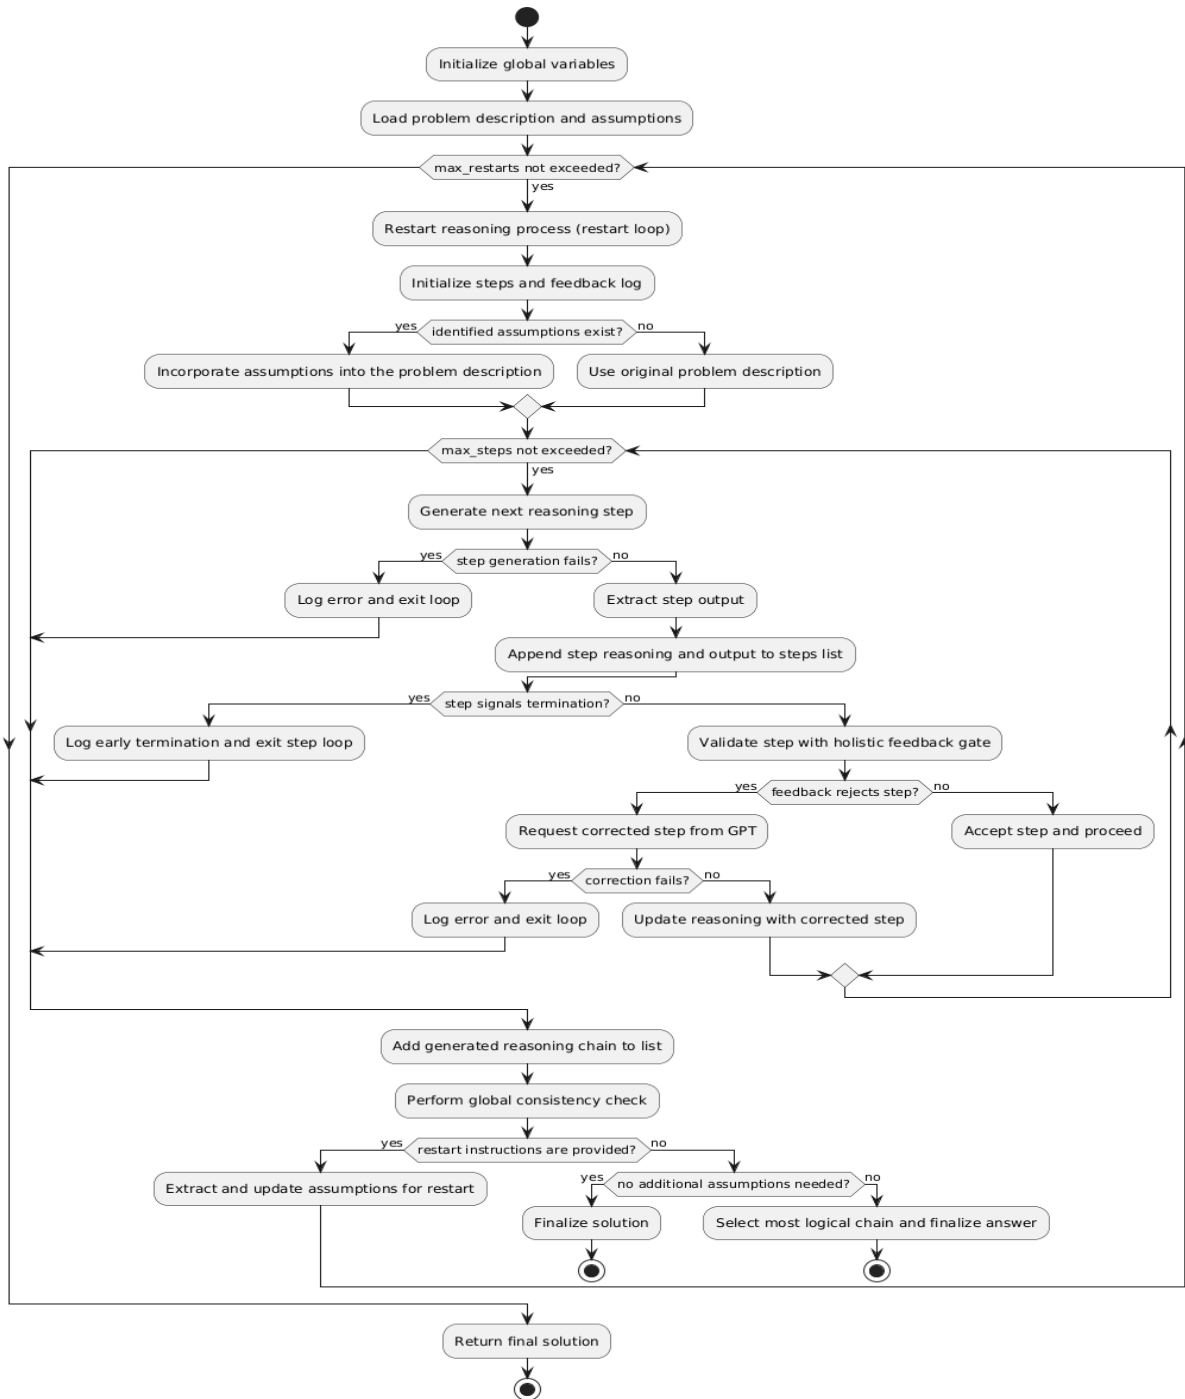 Initialize global variables
Load problem description and assumptions
max_restarts not exceeded?
yes
Restart reasoning process (restart loop)
Initialize steps and feedback log
yes
identified assumptions exist?
no
Incorporate assumptions into the problem description
Use original problem description
max_steps not exceeded?
yes
Generate next reasoning step
yes
step generation fails?
no
Log error and exit loop
Extract step output
Append step reasoning and output to steps list
yes
step signals termination?
no
Log early termination and exit step loop
Validate step with holistic feedback gate
yes
feedback rejects step?
no
Request corrected step from GPT
Accept step and proceed
yes
correction fails?
no
Log error and exit loop
Update reasoning with corrected step
Add generated reasoning chain to list
Perform global consistency check
yes
restart instructions are provided?
no
Extract and update assumptions for restart
yes
no additional assumptions needed?
no
Finalize solution
Select most logical chain and finalize answer
Return final solution